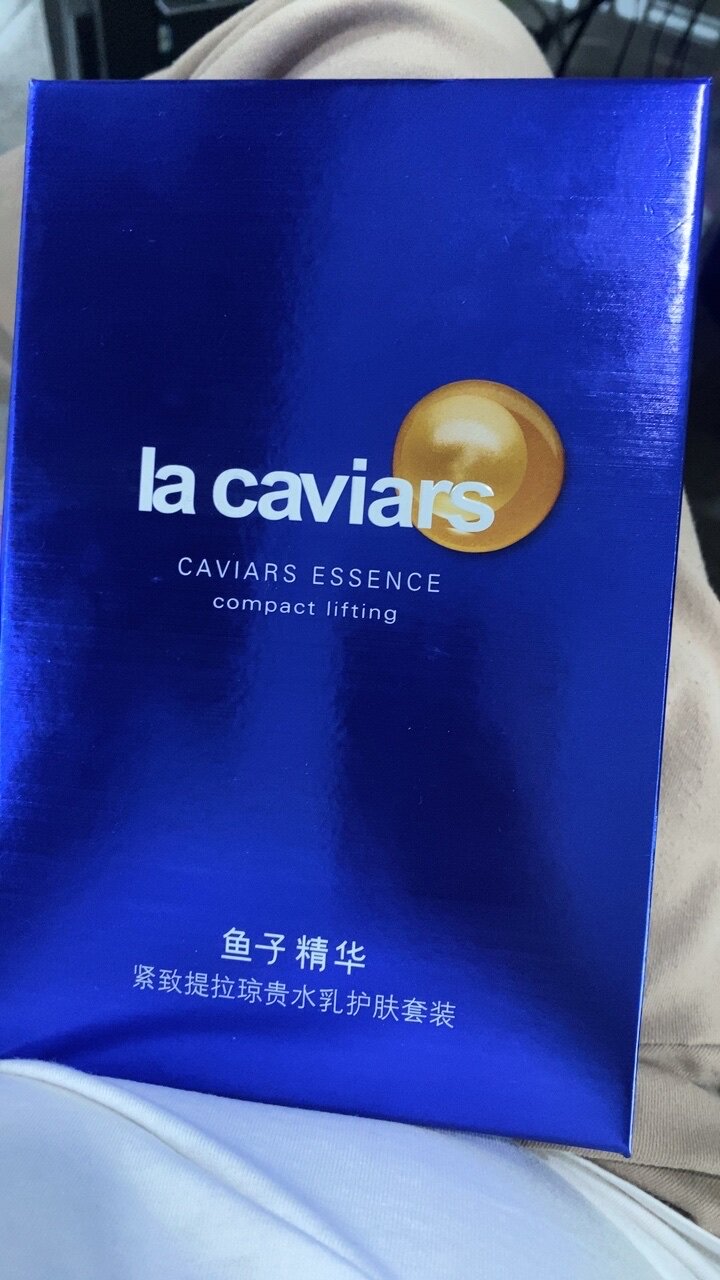 la caviars
CAVIARS ESSENCE
compact lifting
鱼子精华
紧致提拉琼贵水乳护肤套装